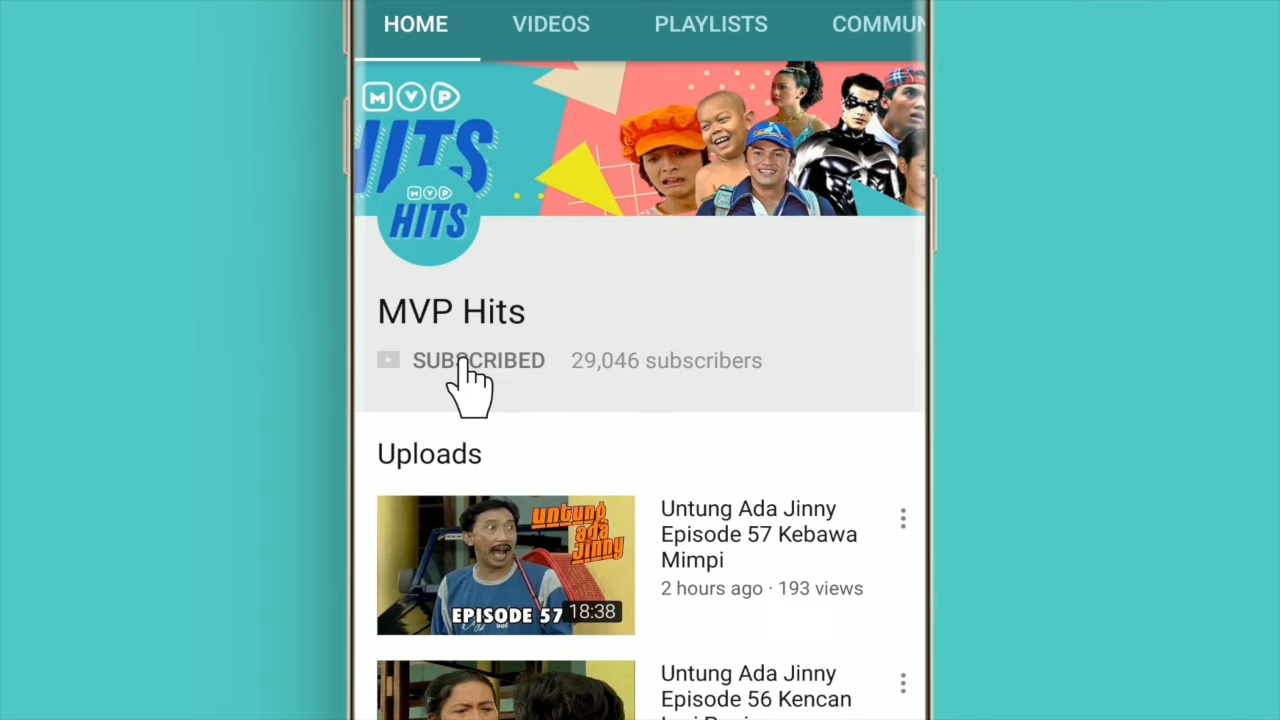 HOME VIDEOS PLAYLISTS COMMUN
MVP
HITS
MVP
HITS
MVP Hits
SUBSCRIBED 29,046 subscribers
Uploads
untung
ada
jinny
EPISODE 57
18:38
Untung Ada Jinny
Episode 57 Kebawa
Mimpi
2 hours ago · 193 views
Untung Ada Jinny
Episode 56 Kencan